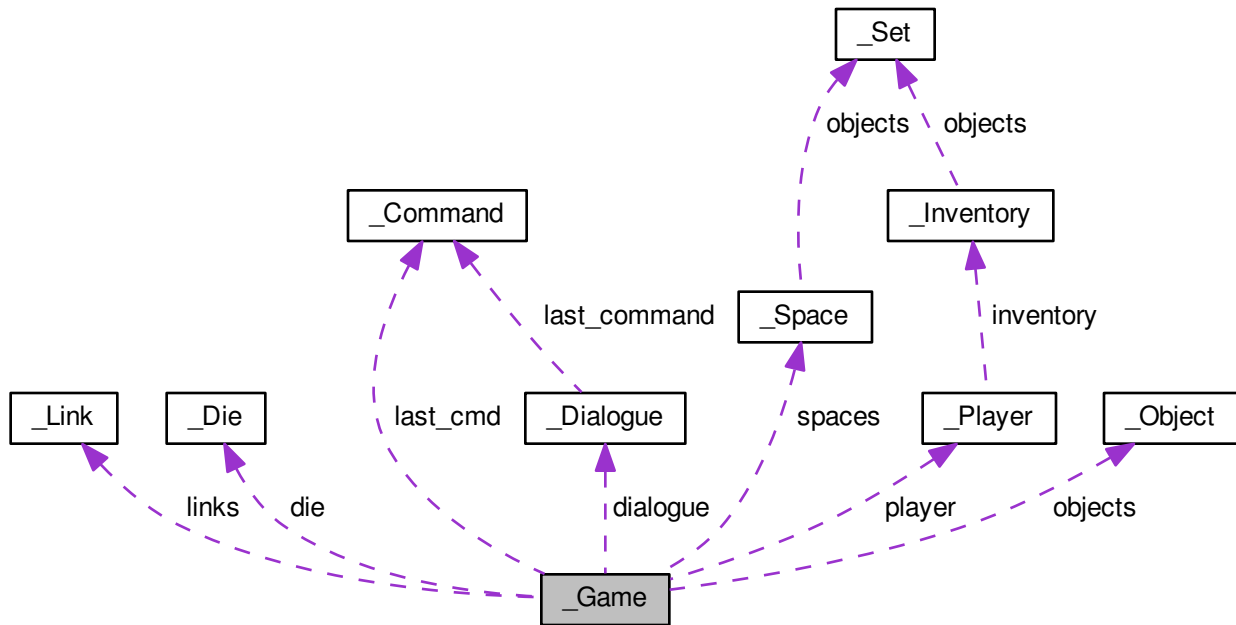 _Set
objects
objects
_Command
_Inventory
last_command
_Space
inventory
_Link
_Die
last_cmd
_Dialogue
spaces
_Player
_Object
links
die
dialogue
player
objects
_Game